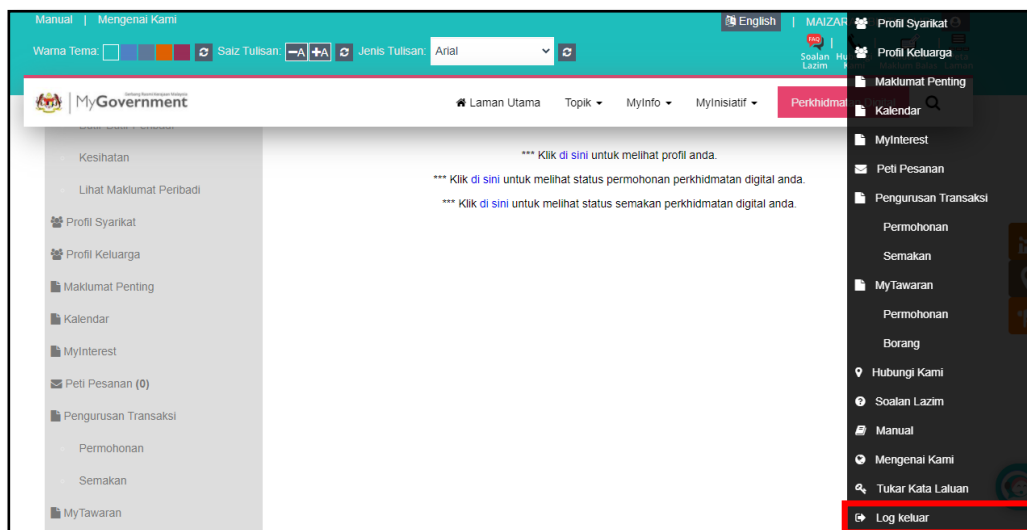 Manual | Mengenai Kami
English | MAIZAR
Warna Tema: Saiz Tulisan: -A +A Jenis Tulisan: Arial
FAQ
Soalan Hu
Lazim
MyGovernment
Laman Utama Topik MyInfo MyInisiatif Perkhidmatan Digital
Kesihatan
Lihat Maklumat Peribadi
Profil Syarikat
Profil Keluarga
Maklumat Penting
Kalendar
MyInterest
Peti Pesanan (0)
Pengurusan Transaksi
Permohonan
Semakan
MyTawaran
*** Klik di sini untuk melihat profil anda.
*** Klik di sini untuk melihat status permohonan perkhidmatan digital anda.
*** Klik di sini untuk melihat status semakan perkhidmatan digital anda.
Profil Syarikat
Profil Keluarga
Maklumat Penting
Kalendar
MyInterest
Peti Pesanan
Pengurusan Transaksi
Permohonan
Semakan
MyTawaran
Permohonan
Borang
Hubungi Kami
Soalan Lazim
Manual
Mengenai Kami
Tukar Kata Laluan
Log keluar